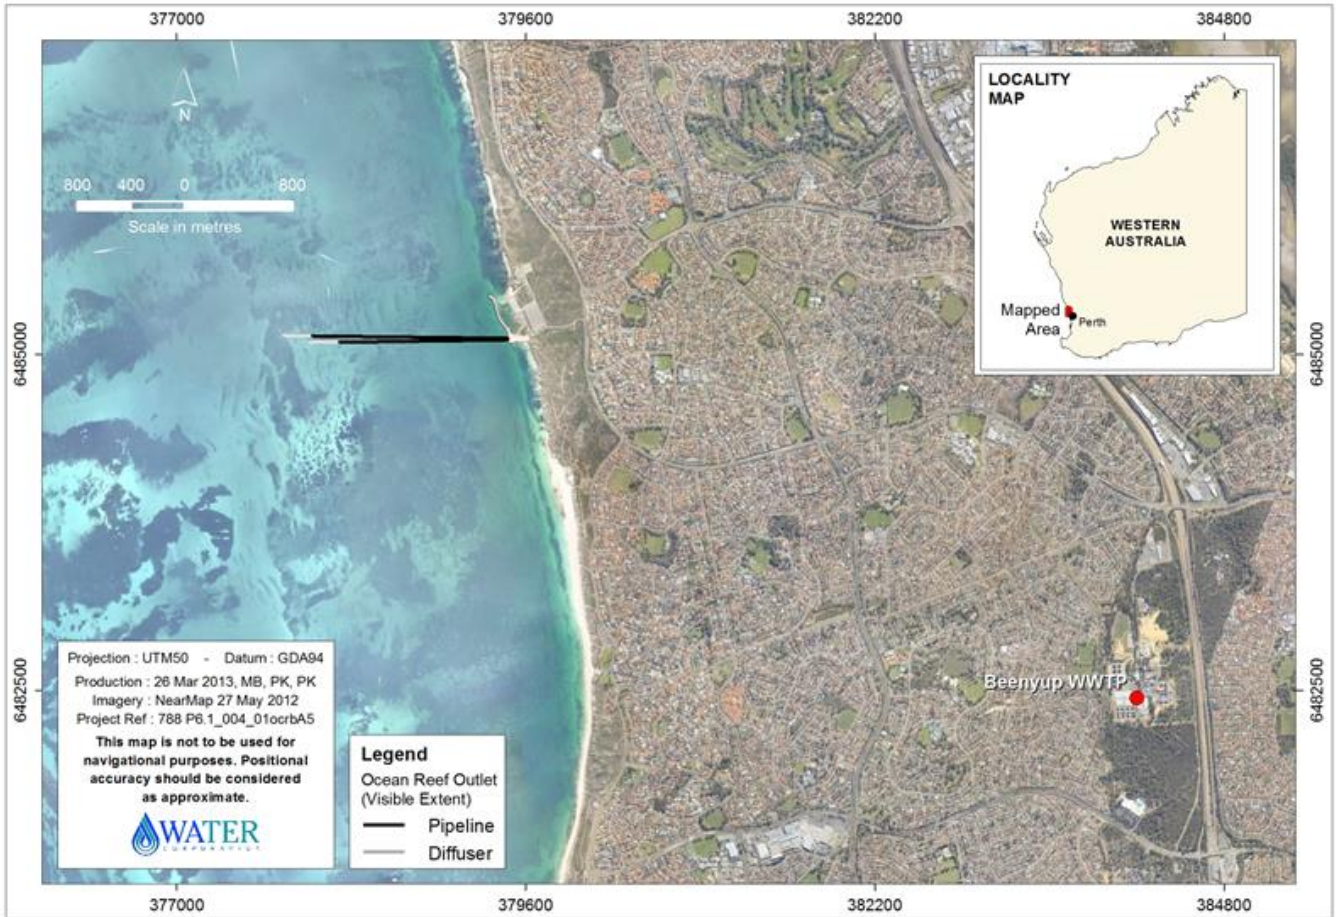 377000 379600 382200 384800
LOCALITY
MAP
N
800 400 0 800
Scale in metres
WESTERN
AUSTRALIA
Mapped
Area
Perth
6485000 6485000
6482500 6482500
Beenyup WWTP
Projection : UTM50 - Datum : GDA94
Production : 26 Mar 2013, MB, PK, PK
Imagery : NearMap 27 May 2012
Project Ref : 788 P6.1_004_01ocrbA5
This map is not to be used for
navigational purposes. Positional
accuracy should be considered
as approximate.
WATER
CORPORATION
Legend
Ocean Reef Outlet
(Visible Extent)
Pipeline
Diffuser
377000 379600 382200 384800